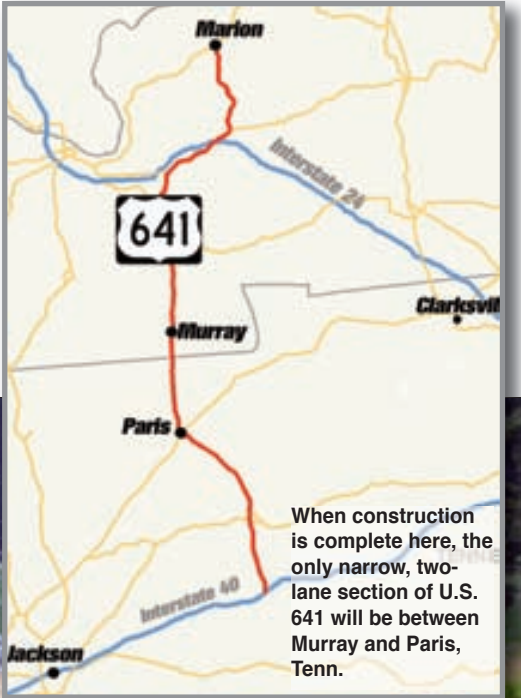 Marion
Interstate 24
641
Clarksvil
Murray
Paris
When construction
is complete here, the
only narrow, two-
lane section of U.S.
641 will be between
Murray and Paris,
Tenn.
Interstate 40
Jackson